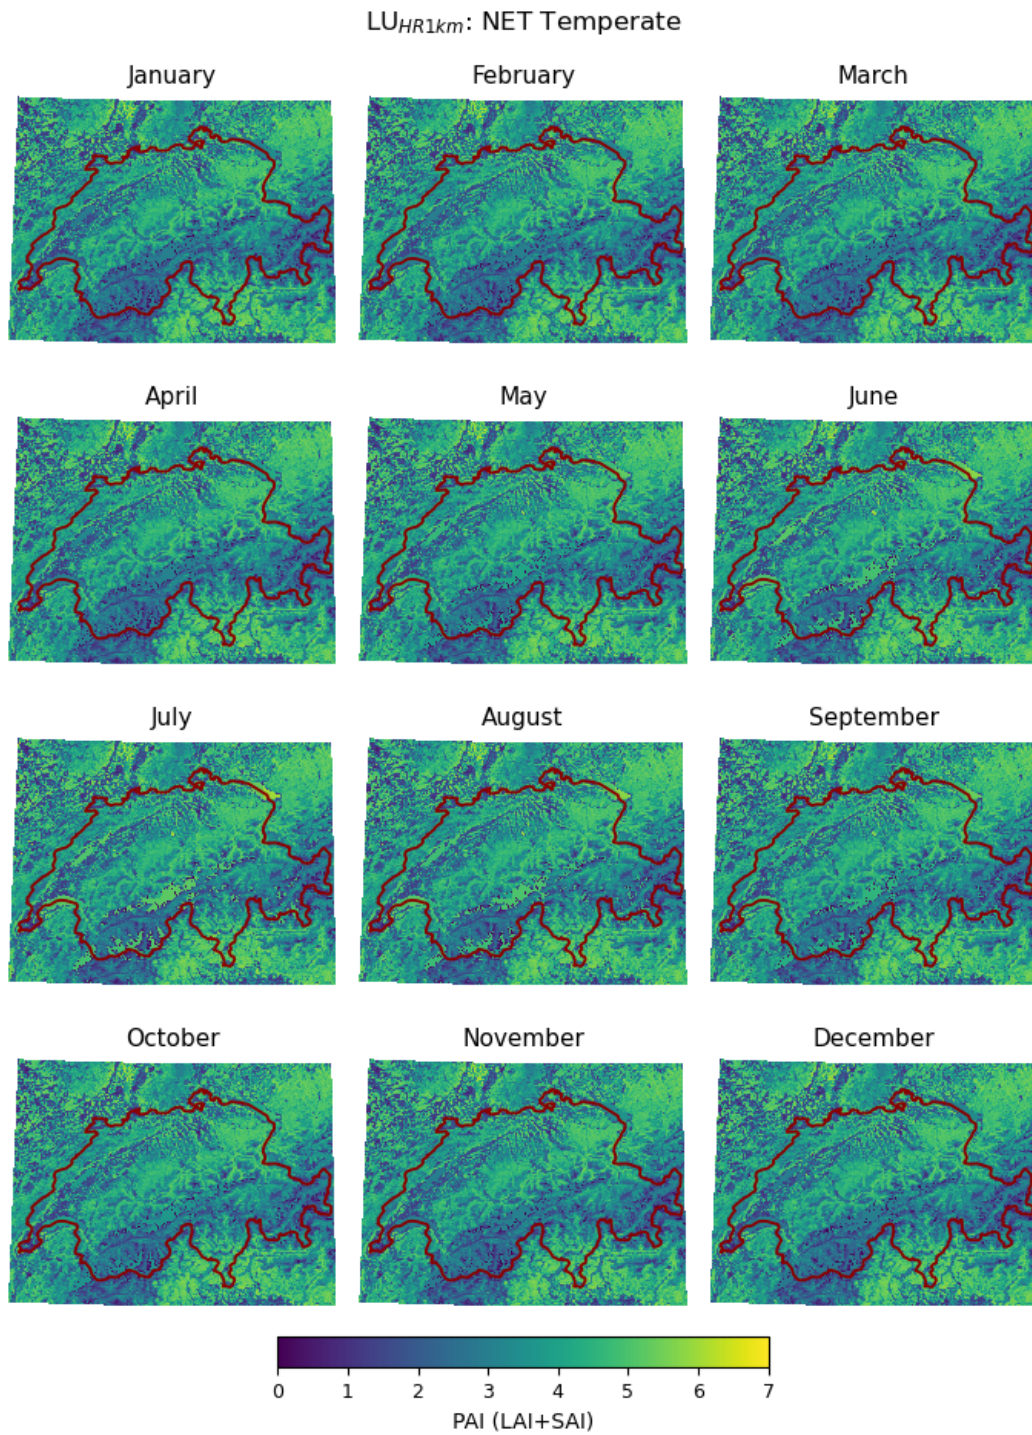 LU_HR1km: NET Temperate
January February March
April May June
July August September
October November December
0 1 2 3 4 5 6 7
PAI (LAI+SAI)